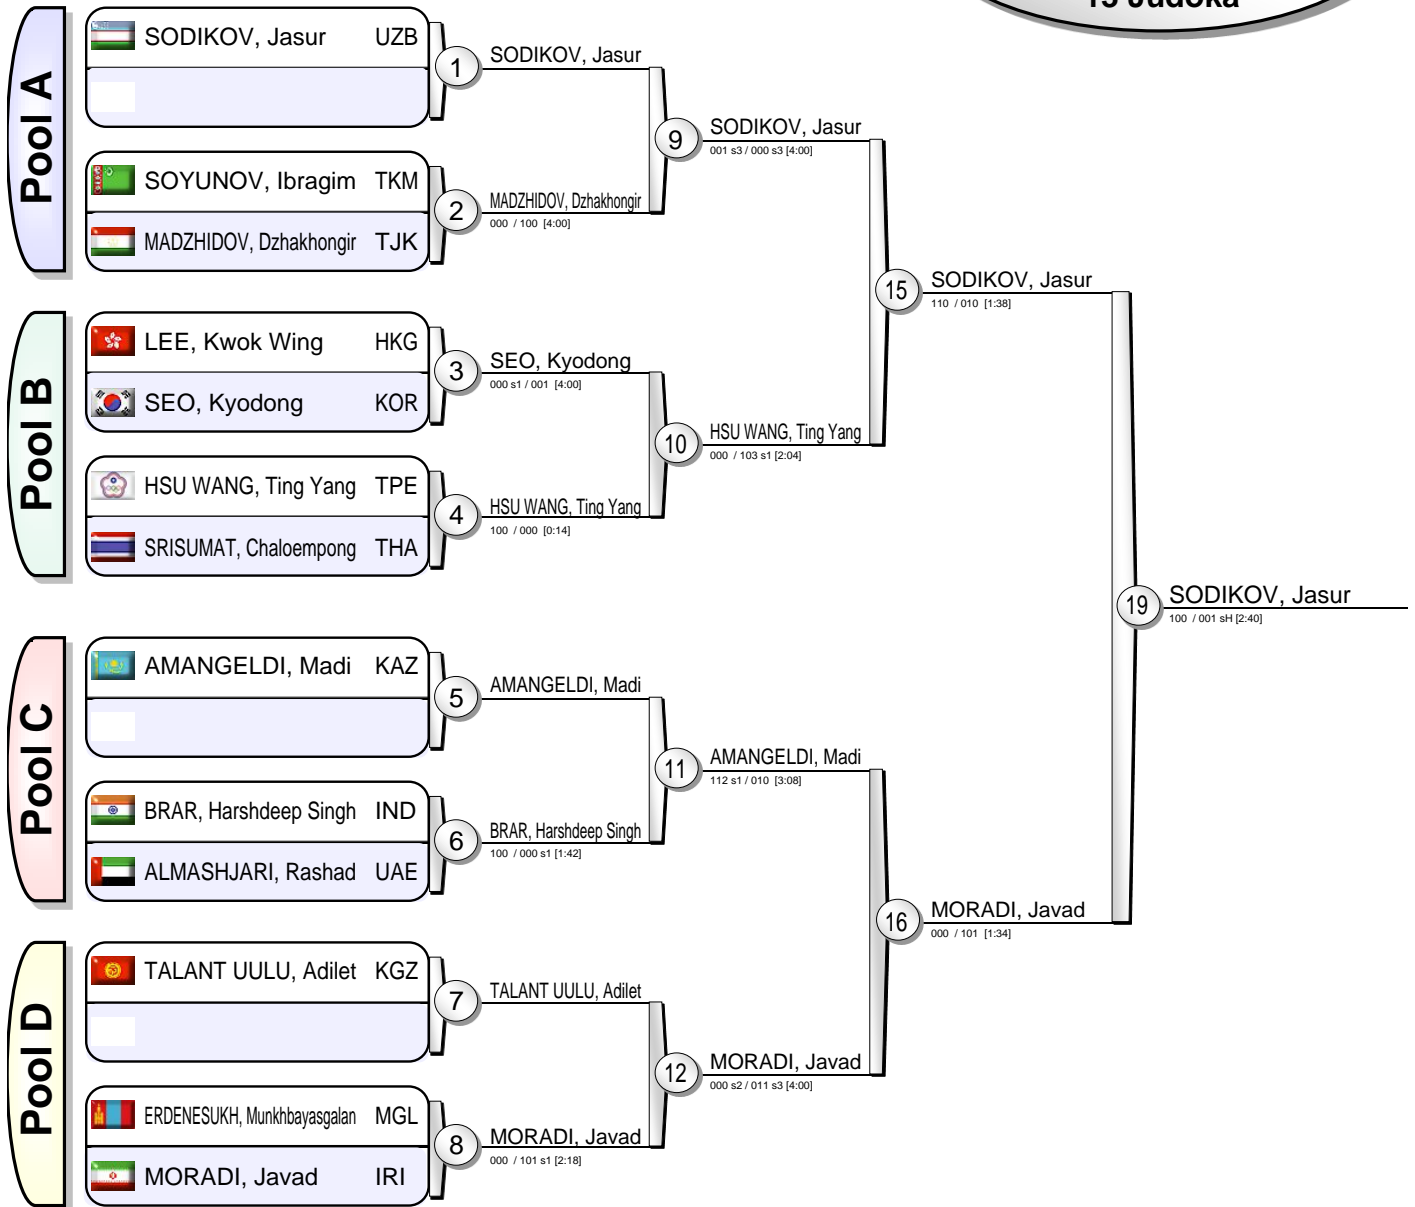 13 Judoka
Pool A
SODIKOV, Jasur UZB
1
SODIKOV, Jasur
SOYUNOV, Ibragim TKM
MADZHIDOV, Dzhakhongir TJK
2
MADZHIDOV, Dzhakhongir
000 / 100 [4:00]
9
SODIKOV, Jasur
001 s3 / 000 s3 [4:00]
Pool B
LEE, Kwok Wing HKG
SEO, Kyodong KOR
3
SEO, Kyodong
000 s1 / 001 [4:00]
HSU WANG, Ting Yang TPE
SRISUMAT, Chaloempong THA
4
HSU WANG, Ting Yang
100 / 000 [0:14]
10
HSU WANG, Ting Yang
000 / 103 s1 [2:04]
15
SODIKOV, Jasur
110 / 010 [1:38]
Pool C
AMANGELDI, Madi KAZ
5
AMANGELDI, Madi
BRAR, Harshdeep Singh IND
ALMASHJARI, Rashad UAE
6
BRAR, Harshdeep Singh
100 / 000 s1 [1:42]
11
AMANGELDI, Madi
112 s1 / 010 [3:08]
Pool D
TALANT UULU, Adilet KGZ
7
TALANT UULU, Adilet
ERDENESUKH, Munkhbayasgalan MGL
MORADI, Javad IRI
8
MORADI, Javad
000 / 101 s1 [2:18]
12
MORADI, Javad
000 s2 / 011 s3 [4:00]
16
MORADI, Javad
000 / 101 [1:34]
19
SODIKOV, Jasur
100 / 001 sH [2:40]